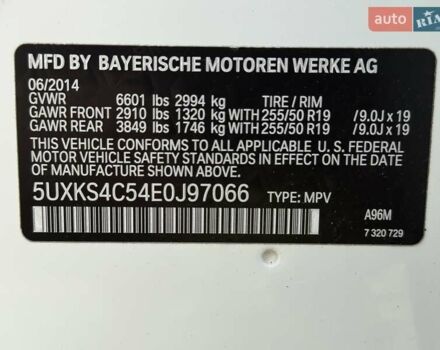 auto
RIA
MFD BY BAYERISCHE MOTOREN WERKE AG
06/2014
GVWR 6601 lbs 2994 kg TIRE / RIM
GAWR FRONT 2910 lbs 1320 kg WITH 255/50 R19 /9.0J x 19
GAWR REAR 3849 lbs 1746 kg WITH 255/50 R19 /9.0J x 19
THIS VEHICLE CONFORMS TO ALL APPLICABLE U.S. FEDERAL
MOTOR VEHICLE SAFETY STANDARDS IN EFFECT ON THE DATE
OF MANUFACTURE SHOWN ABOVE.
5UXKS4C54E0J97066 TYPE: MPV
A96M
7 320 729